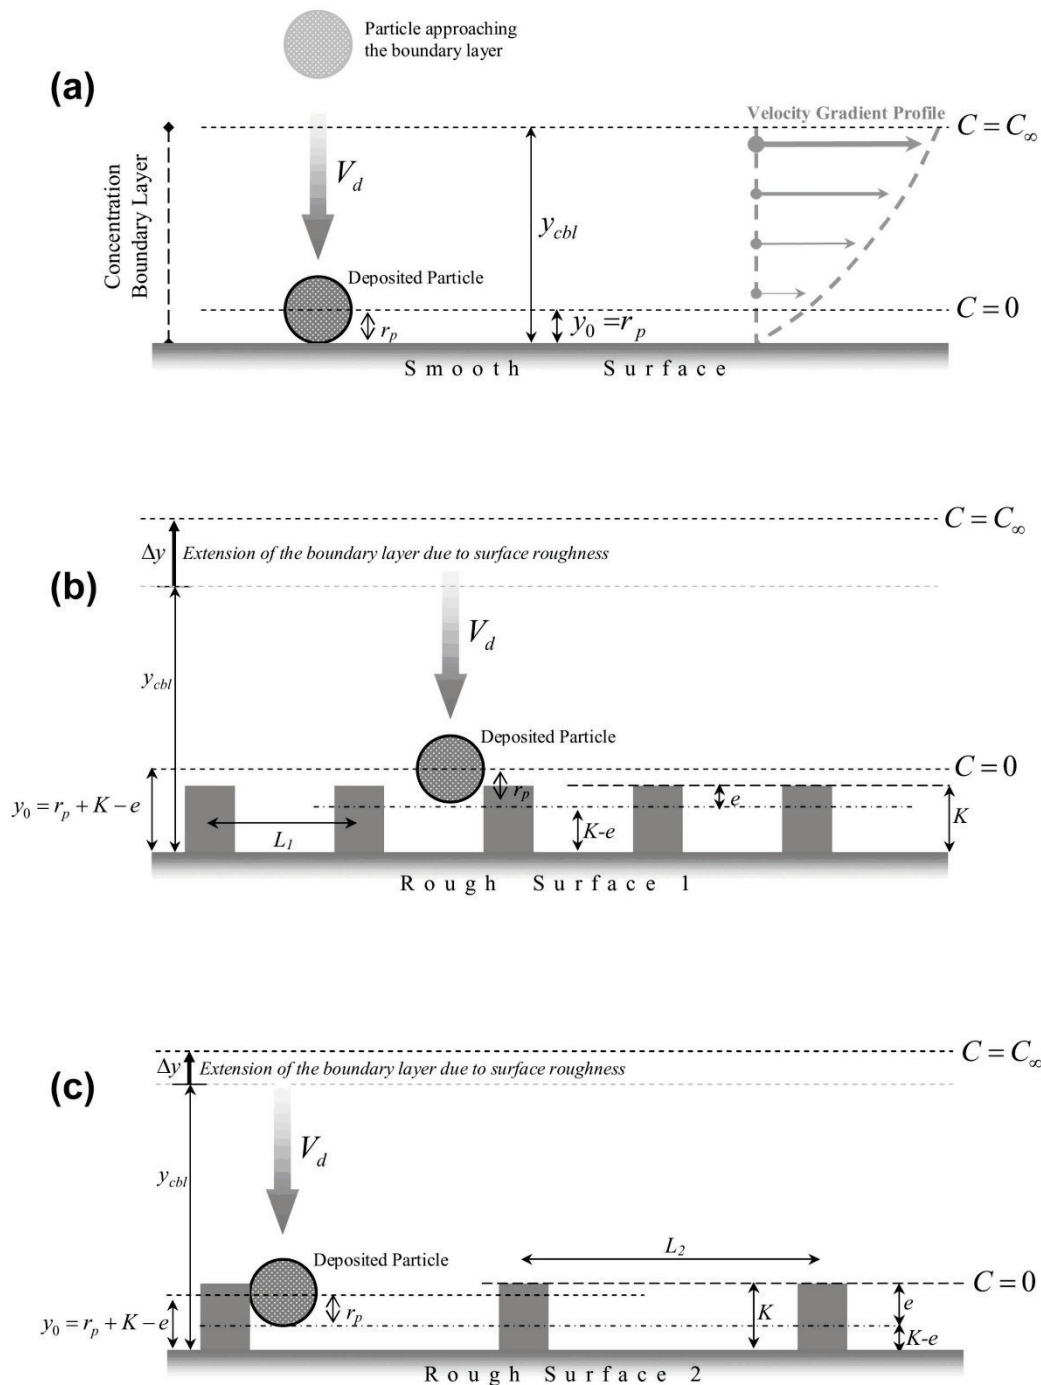 Particle approaching
the boundary layer
(a)
Velocity Gradient Profile
C = C∞
Concentration
Boundary Layer
V_d
y_cbl
Deposited Particle
C = 0
r_p
y_0 = r_p
Smooth Surface
C = C∞
Δy
Extension of the boundary layer due to surface roughness
(b)
V_d
y_cbl
Deposited Particle
C = 0
y_0 = r_p + K − e
r_p
e
K
L_1
K-e
Rough Surface 1
C = C∞
Δy
Extension of the boundary layer due to surface roughness
(c)
V_d
y_cbl
L_2
Deposited Particle
C = 0
y_0 = r_p + K − e
r_p
K
e
K-e
Rough Surface 2